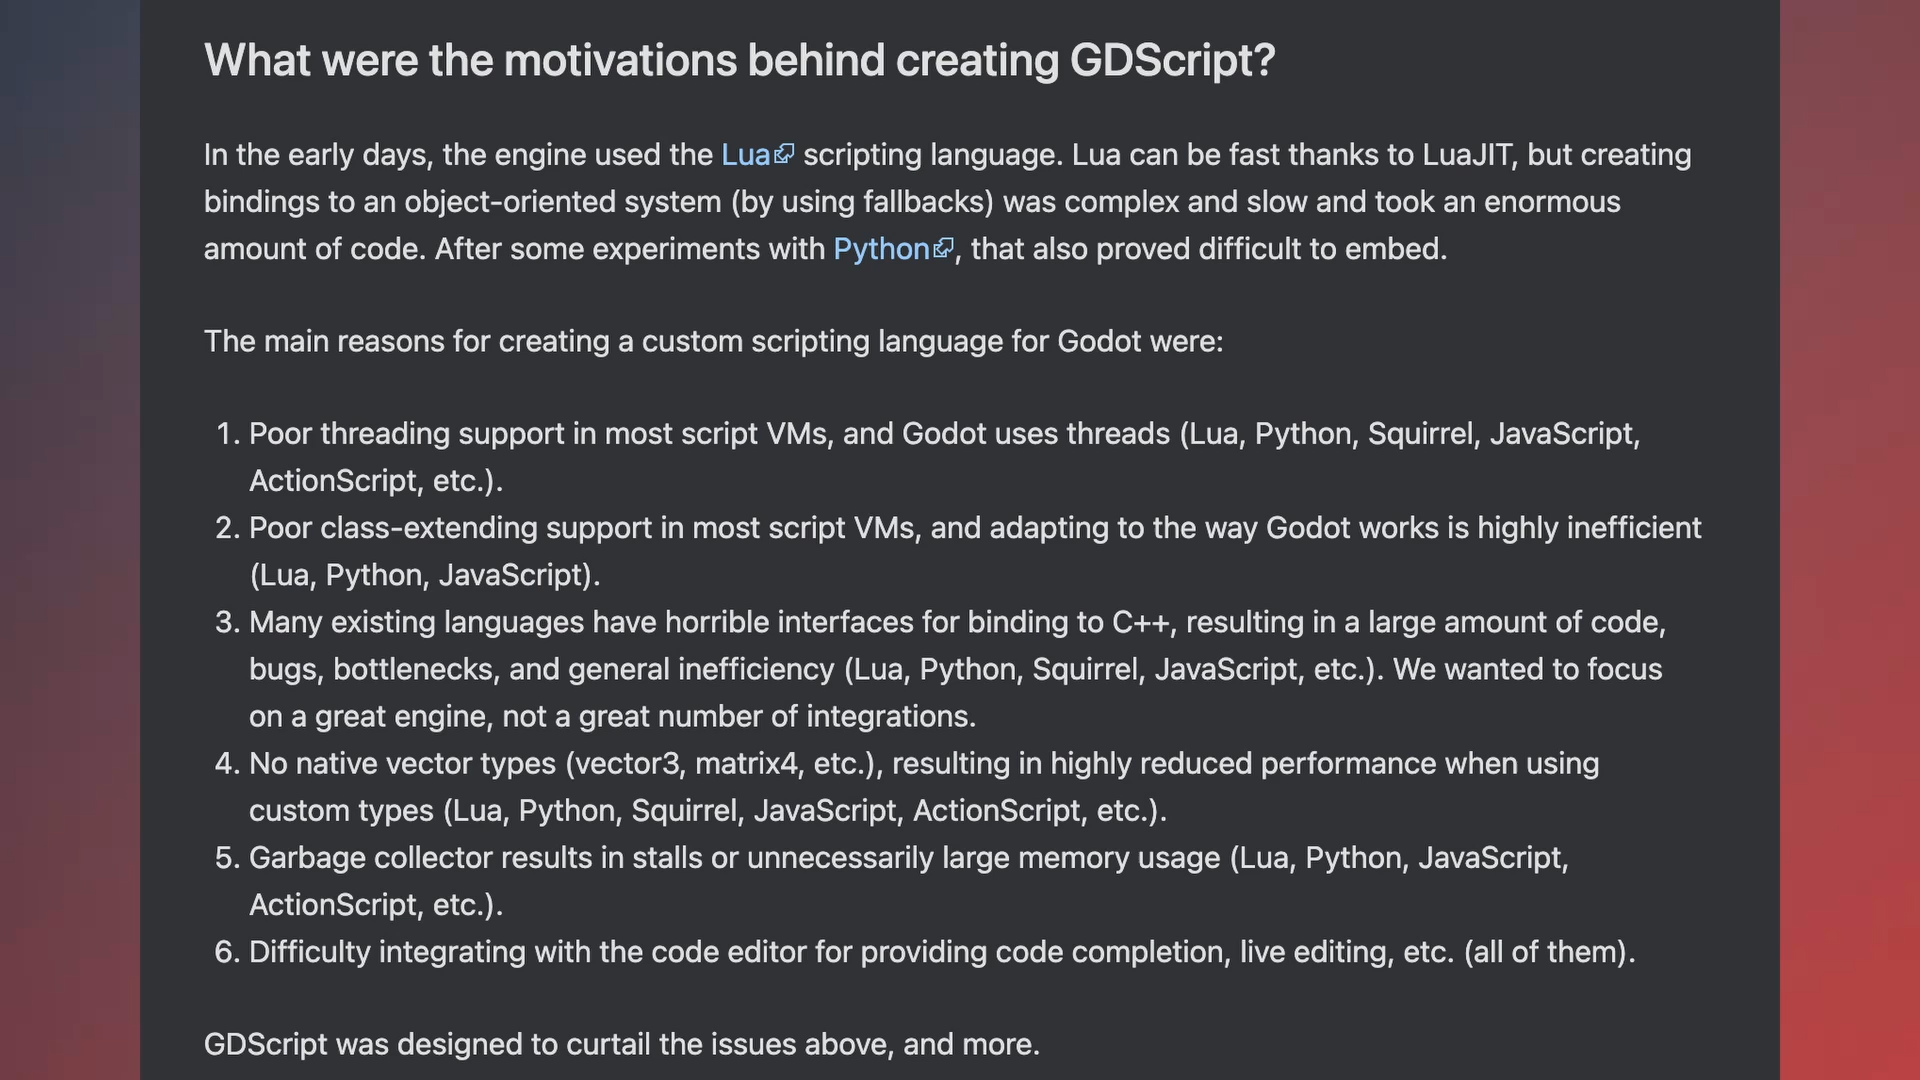 What were the motivations behind creating GDScript?
In the early days, the engine used the Lua scripting language. Lua can be fast thanks to LuaJIT, but creating
bindings to an object-oriented system (by using fallbacks) was complex and slow and took an enormous
amount of code. After some experiments with Python, that also proved difficult to embed.
The main reasons for creating a custom scripting language for Godot were:
1. Poor threading support in most script VMs, and Godot uses threads (Lua, Python, Squirrel, JavaScript,
ActionScript, etc.).
2. Poor class-extending support in most script VMs, and adapting to the way Godot works is highly inefficient
(Lua, Python, JavaScript).
3. Many existing languages have horrible interfaces for binding to C++, resulting in a large amount of code,
bugs, bottlenecks, and general inefficiency (Lua, Python, Squirrel, JavaScript, etc.). We wanted to focus
on a great engine, not a great number of integrations.
4. No native vector types (vector3, matrix4, etc.), resulting in highly reduced performance when using
custom types (Lua, Python, Squirrel, JavaScript, ActionScript, etc.).
5. Garbage collector results in stalls or unnecessarily large memory usage (Lua, Python, JavaScript,
ActionScript, etc.).
6. Difficulty integrating with the code editor for providing code completion, live editing, etc. (all of them).
GDScript was designed to curtail the issues above, and more.